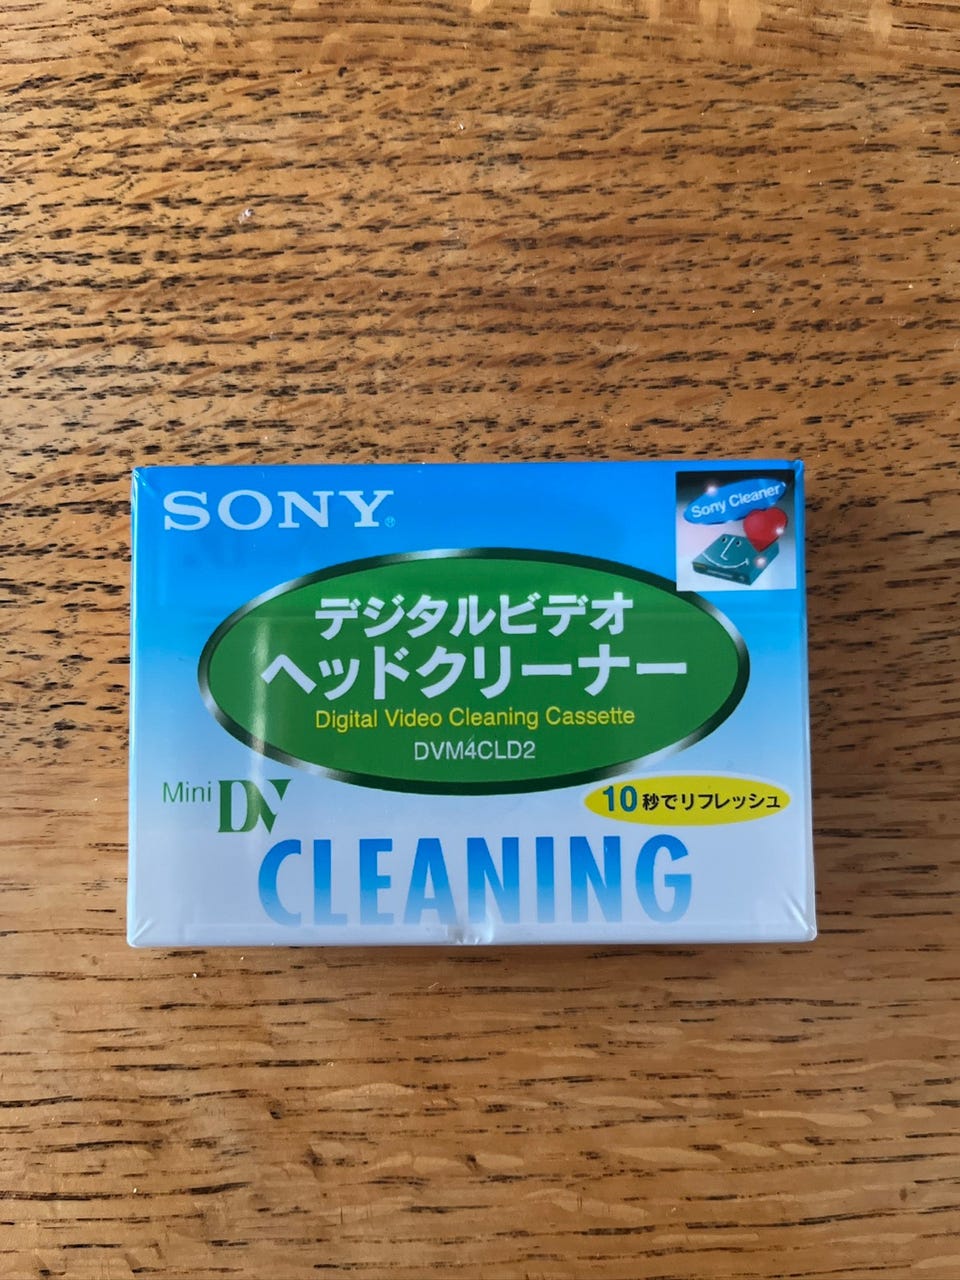 SONY®
Sony Cleaner
デジタルビデオ
ヘッドクリーナー
Digital Video Cleaning Cassette
DVM4CLD2
Mini DV
10秒でリフレッシュ
CLEANING